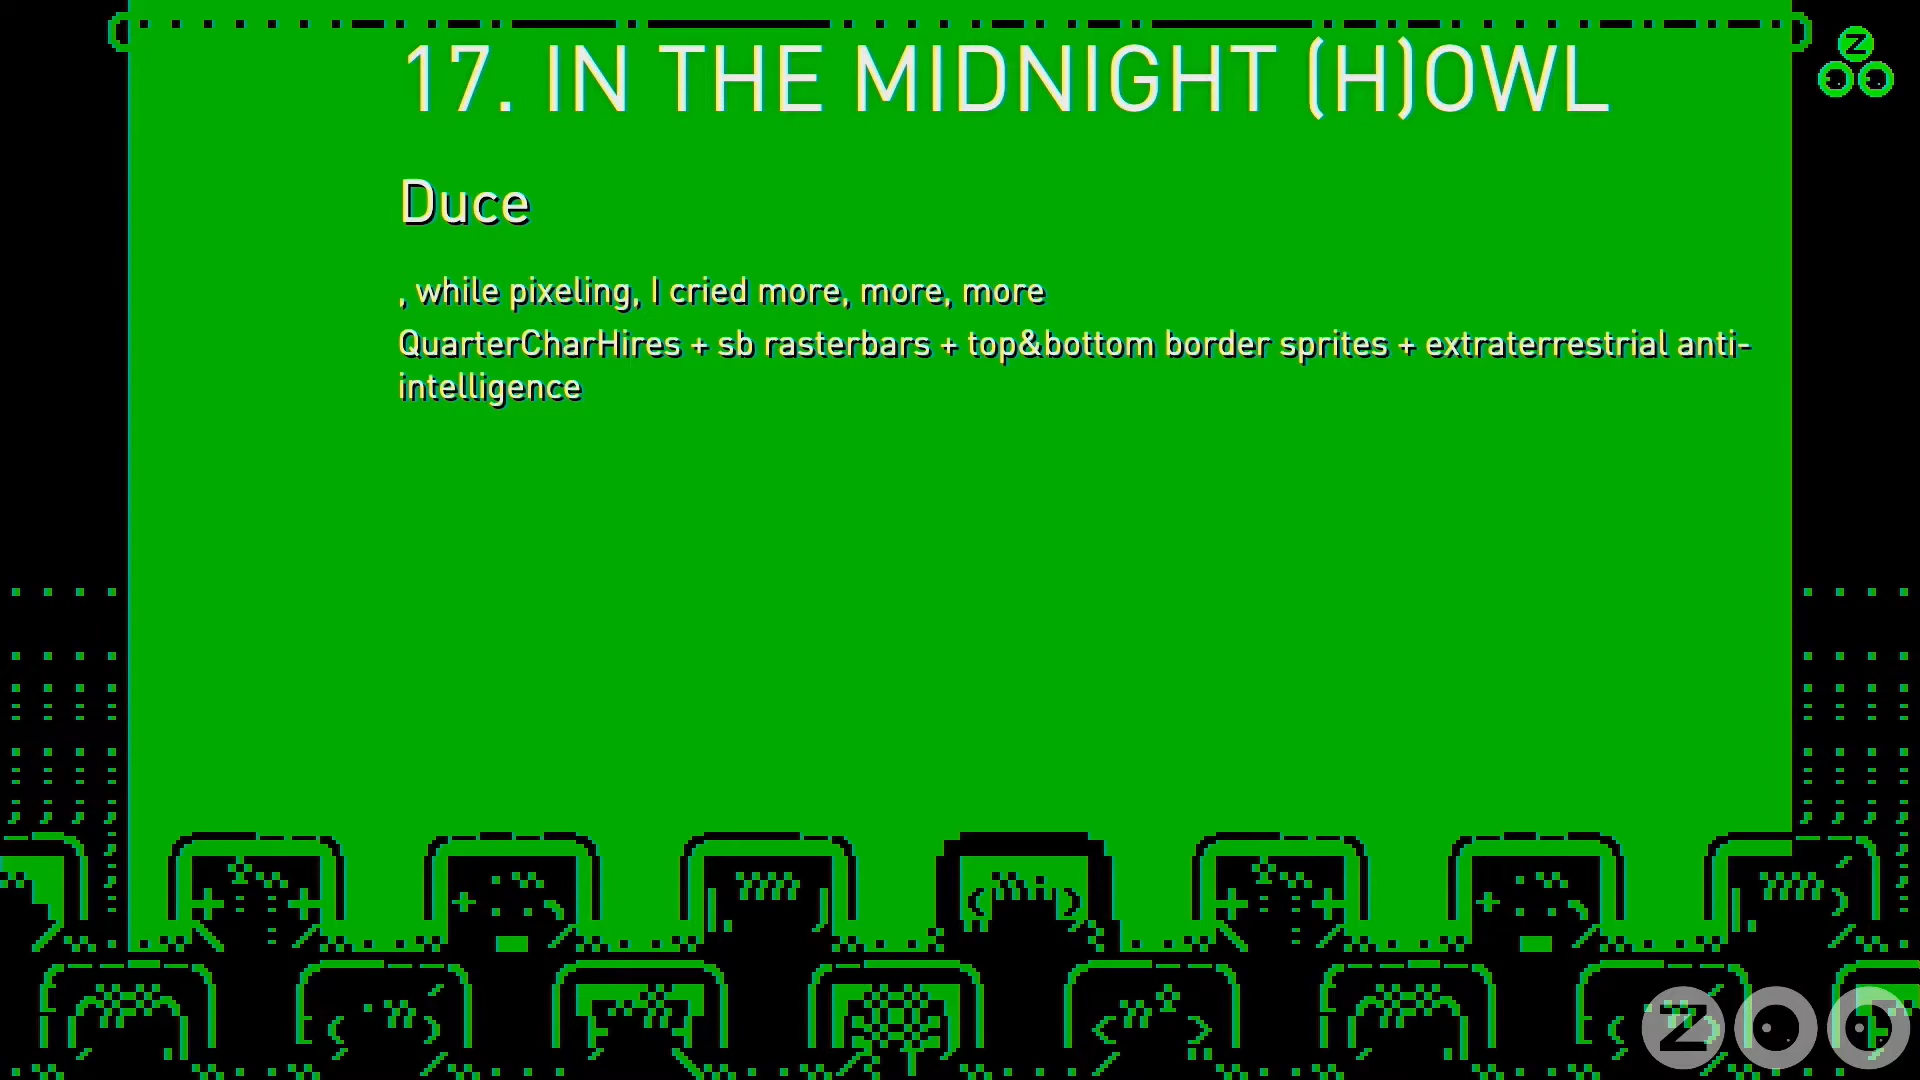 17. IN THE MIDNIGHT (H)OWL
Z
Duce
, while pixeling, I cried more, more, more
QuarterCharHires + sb rasterbars + top&bottom border sprites + extraterrestrial anti-
intelligence
ZOO